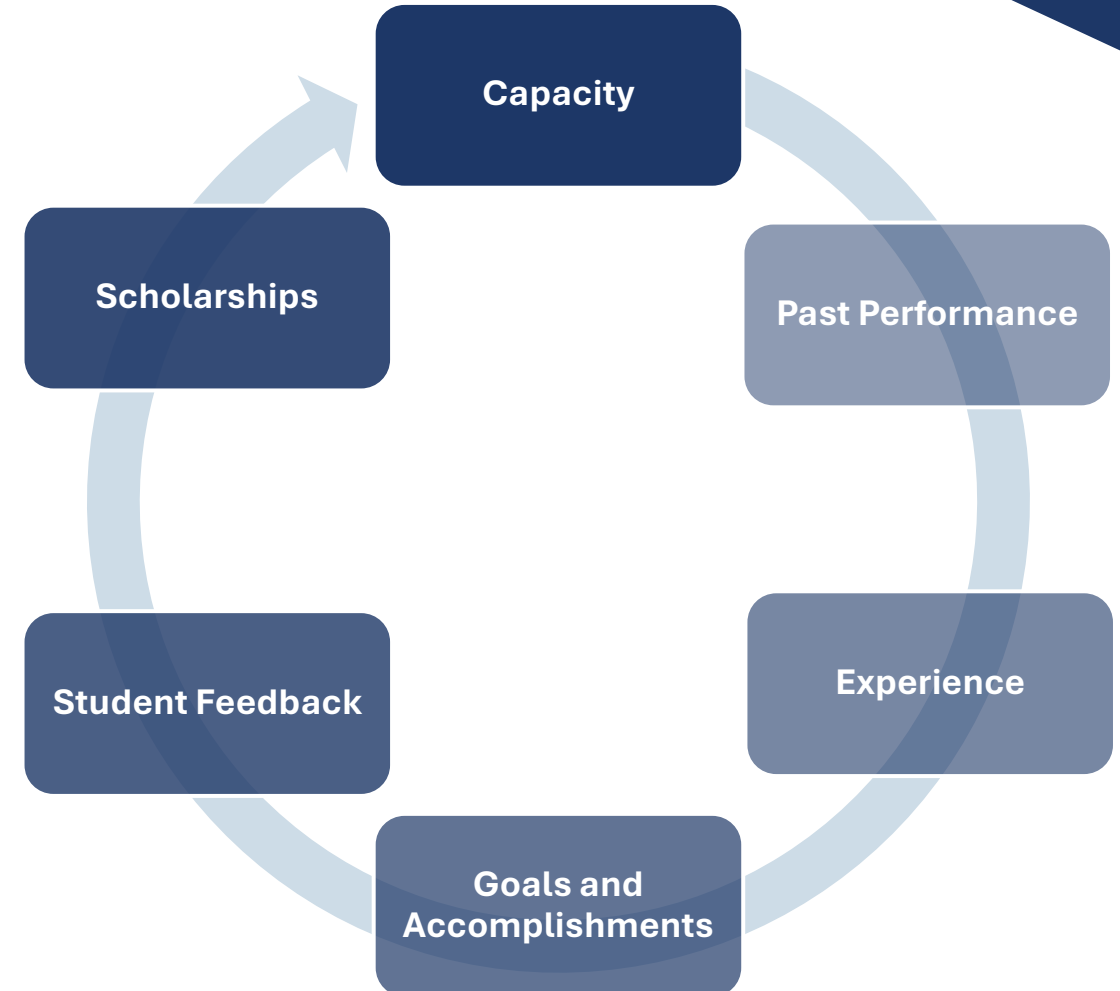 Capacity
Past Performance
Experience
Goals and
Accomplishments
Student Feedback
Scholarships